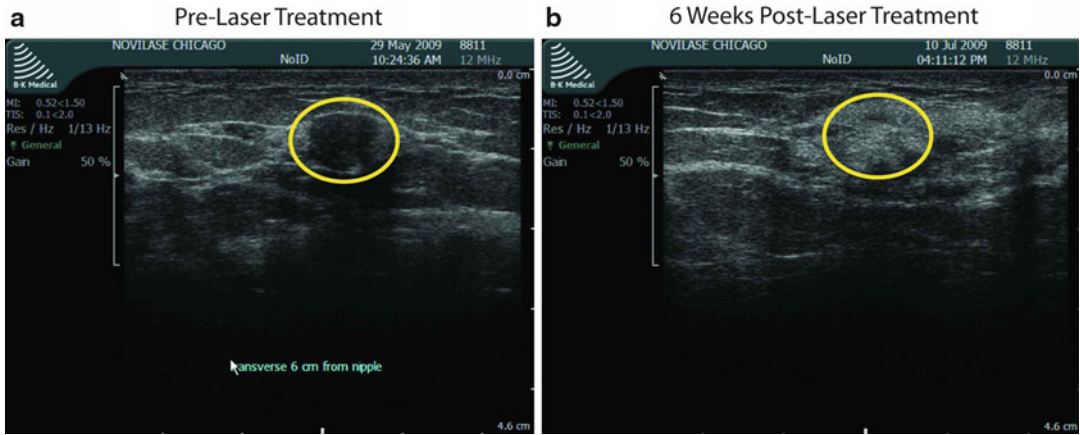 a Pre-Laser Treatment
NOVILASE CHICAGO 29 May 2009 8811
NoID 10:24:36 AM 12 MHz
B-K Medical
0.0 cm
MI: 0.52<1.50
TIS: 0.1<2.0
Res / Hz 1/13 Hz
General
Gain 50 %
ansverse 6 cm from nipple
4.6 cm
b 6 Weeks Post-Laser Treatment
NOVILASE CHICAGO 10 Jul 2009 8811
NoID 04:11:12 PM 12 MHz
B-K Medical
0.0 cm
MI: 0.52<1.50
TIS: 0.1<2.0
Res / Hz 1/13 Hz
General
Gain 50 %
4.6 cm